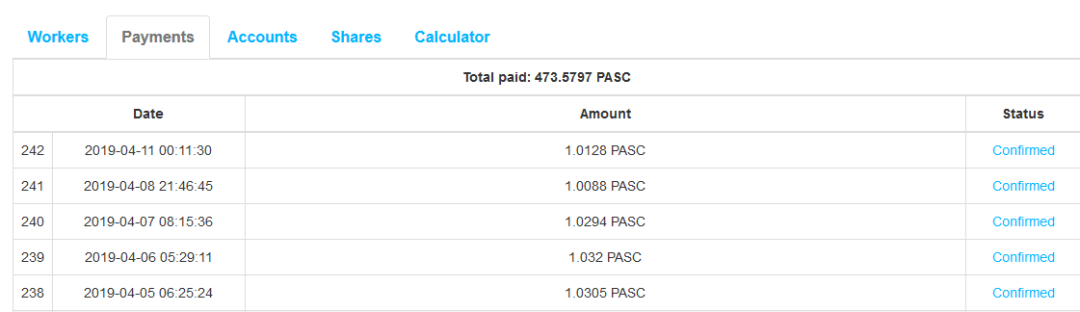 Workers Payments Accounts Shares Calculator
Total paid: 473.5797 PASC
Date Amount Status
242 2019-04-11 00:11:30 1.0128 PASC Confirmed
241 2019-04-08 21:46:45 1.0088 PASC Confirmed
240 2019-04-07 08:15:36 1.0294 PASC Confirmed
239 2019-04-06 05:29:11 1.032 PASC Confirmed
238 2019-04-05 06:25:24 1.0305 PASC Confirmed